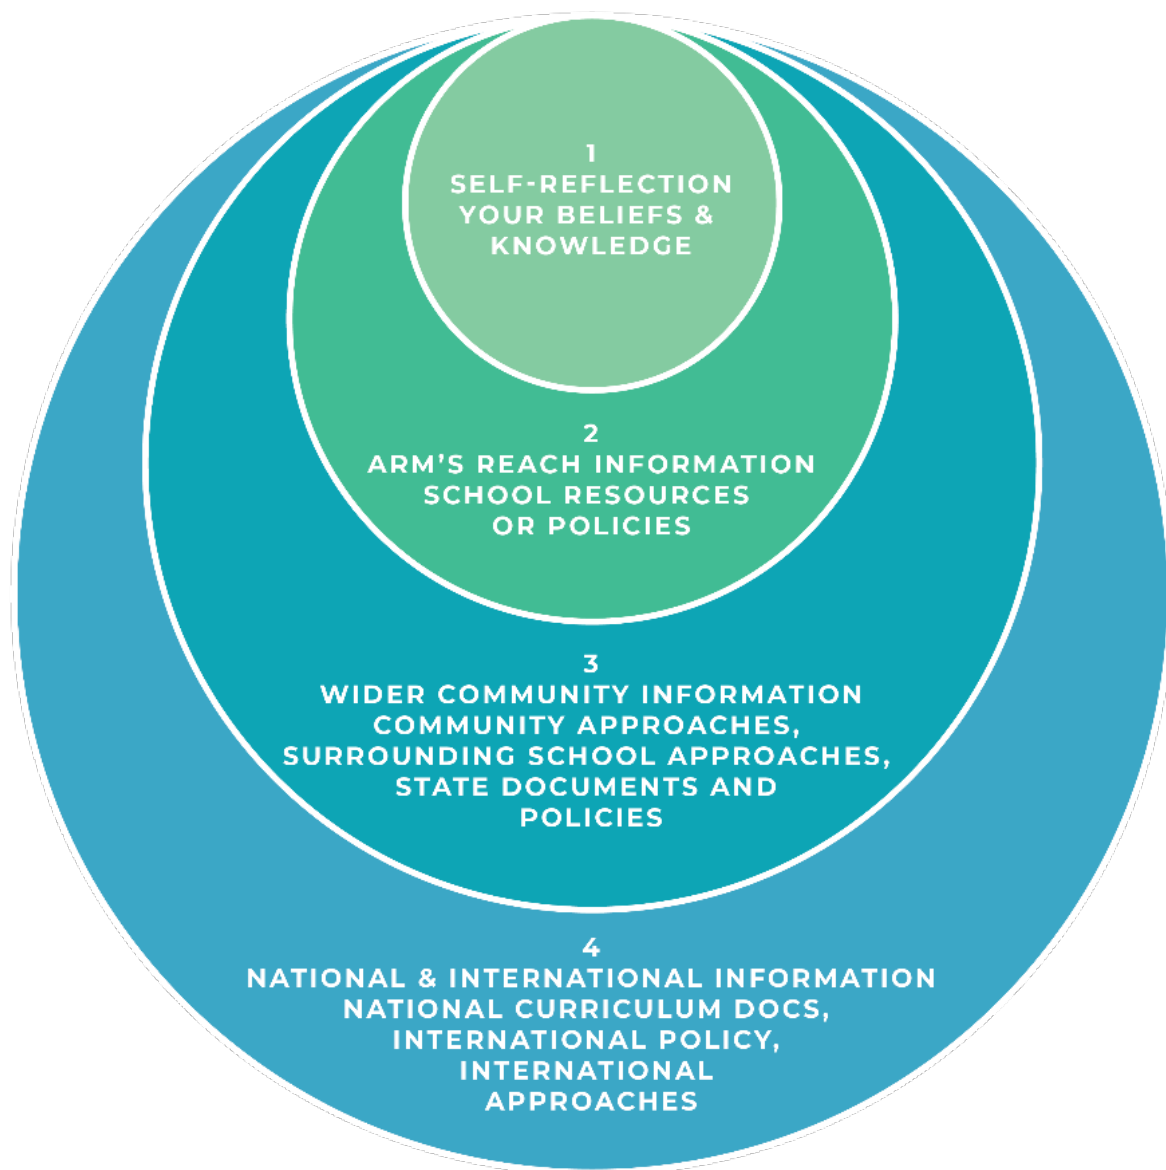 1
SELF-REFLECTION
YOUR BELIEFS &
KNOWLEDGE
2
ARM'S REACH INFORMATION
SCHOOL RESOURCES
OR POLICIES
3
WIDER COMMUNITY INFORMATION
COMMUNITY APPROACHES,
SURROUNDING SCHOOL APPROACHES,
STATE DOCUMENTS AND
POLICIES
4
NATIONAL & INTERNATIONAL INFORMATION
NATIONAL CURRICULUM DOCS,
INTERNATIONAL POLICY,
INTERNATIONAL
APPROACHES